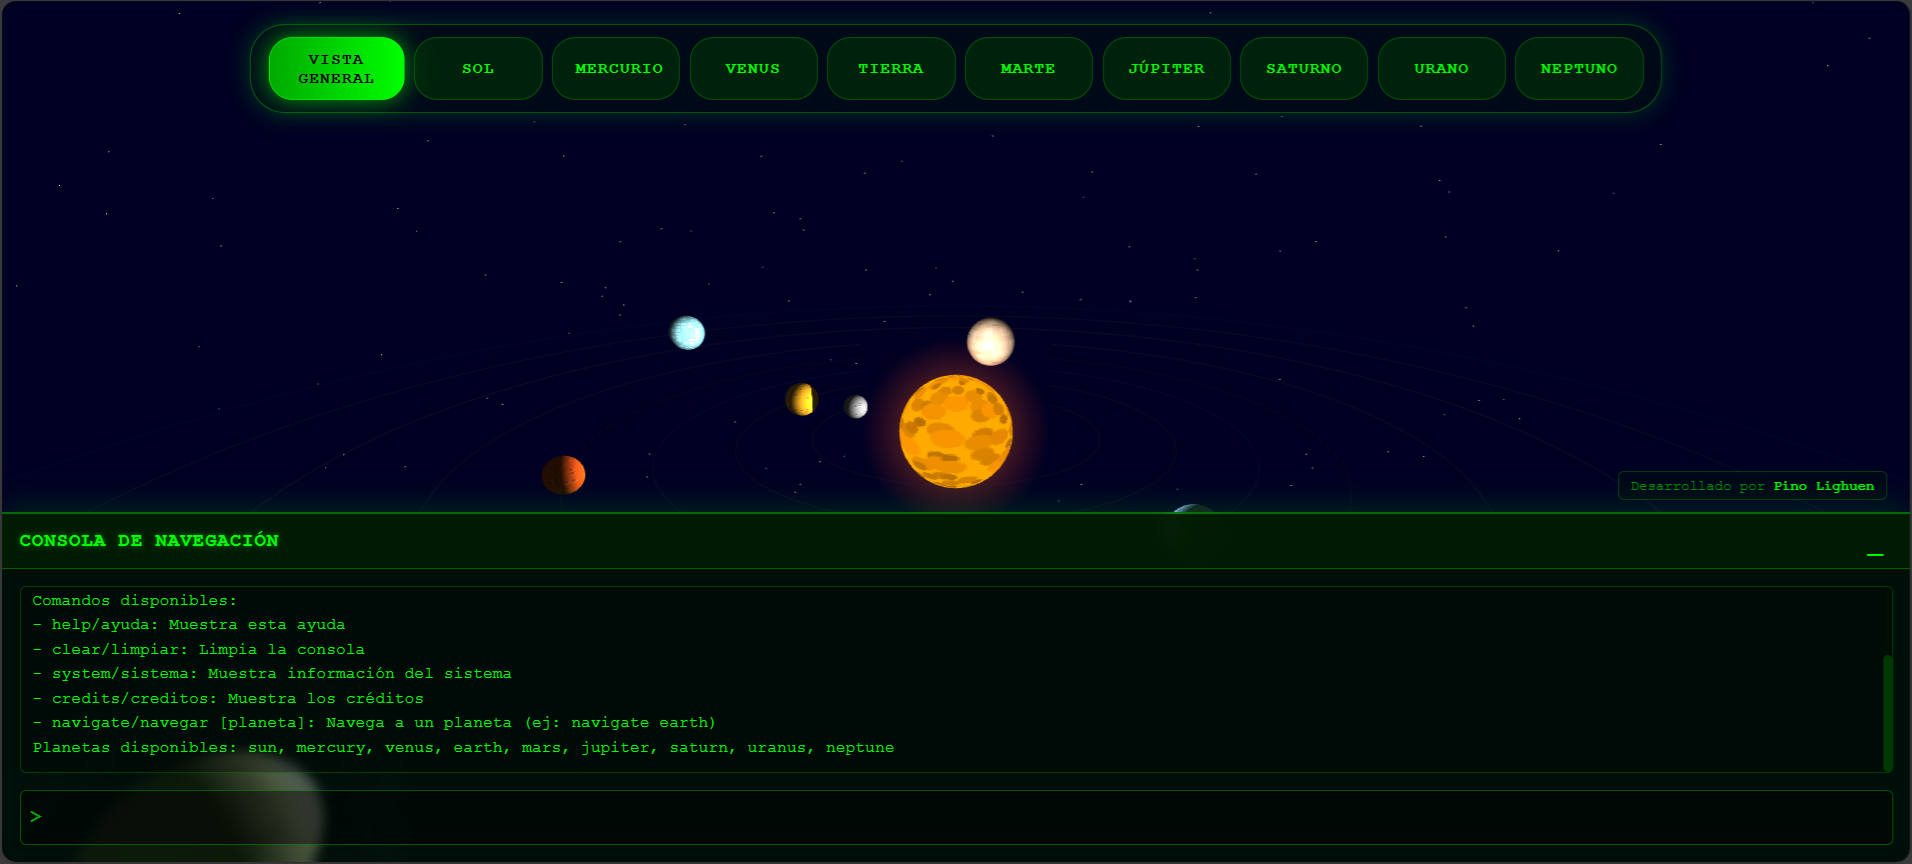 VISTA
GENERAL
SOL
MERCURIO
VENUS
TIERRA
MARTE
JÚPITER
SATURNO
URANO
NEPTUNO
Desarrollado por Pino Lighuen
CONSOLA DE NAVEGACIÓN
Comandos disponibles:
- help/ayuda: Muestra esta ayuda
- clear/limpiar: Limpia la consola
- system/sistema: Muestra información del sistema
- credits/creditos: Muestra los créditos
- navigate/navegar [planeta]: Navega a un planeta (ej: navigate earth)
Planetas disponibles: sun, mercury, venus, earth, mars, jupiter, saturn, uranus, neptune
>